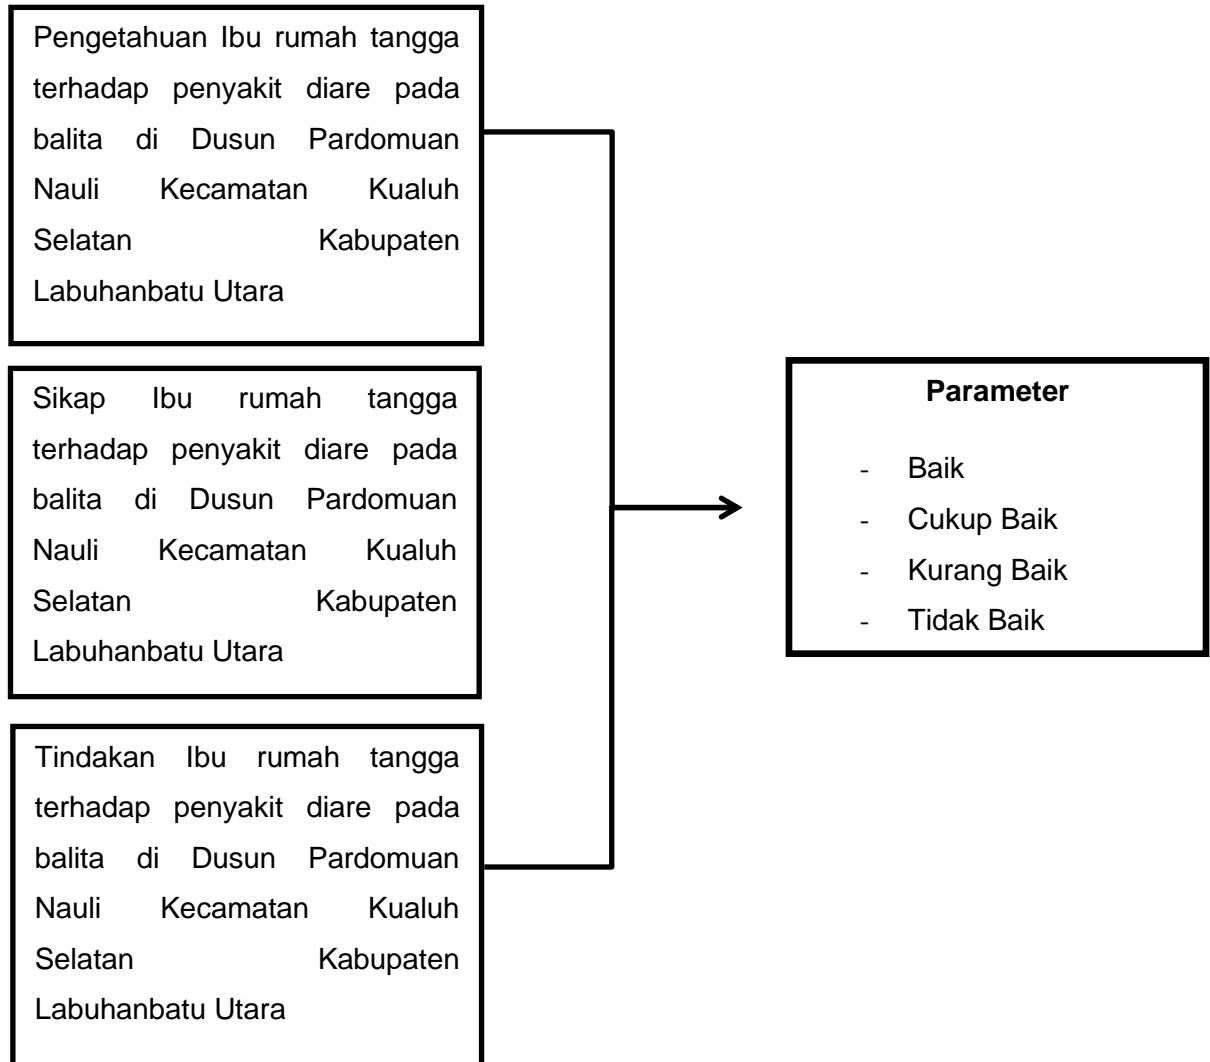 Pengetahuan Ibu rumah tangga
terhadap penyakit diare pada
balita di Dusun Pardomuan
Nauli Kecamatan Kualuh
Selatan Kabupaten
Labuhanbatu Utara
Sikap Ibu rumah tangga
terhadap penyakit diare pada
balita di Dusun Pardomuan
Nauli Kecamatan Kualuh
Selatan Kabupaten
Labuhanbatu Utara
Tindakan Ibu rumah tangga
terhadap penyakit diare pada
balita di Dusun Pardomuan
Nauli Kecamatan Kualuh
Selatan Kabupaten
Labuhanbatu Utara
Parameter
- Baik
- Cukup Baik
- Kurang Baik
- Tidak Baik